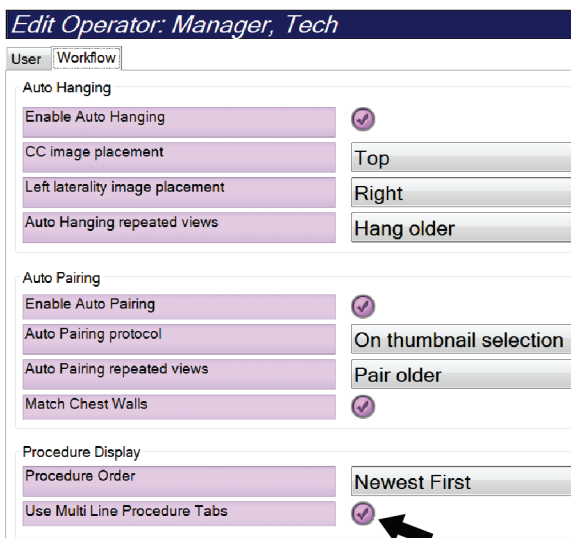 Edit Operator: Manager, Tech
User Workflow
Auto Hanging
Enable Auto Hanging
CC image placement Top
Left laterality image placement Right
Auto Hanging repeated views Hang older
Auto Pairing
Enable Auto Pairing
Auto Pairing protocol On thumbnail selection
Auto Pairing repeated views Pair older
Match Chest Walls
Procedure Display
Procedure Order Newest First
Use Multi Line Procedure Tabs